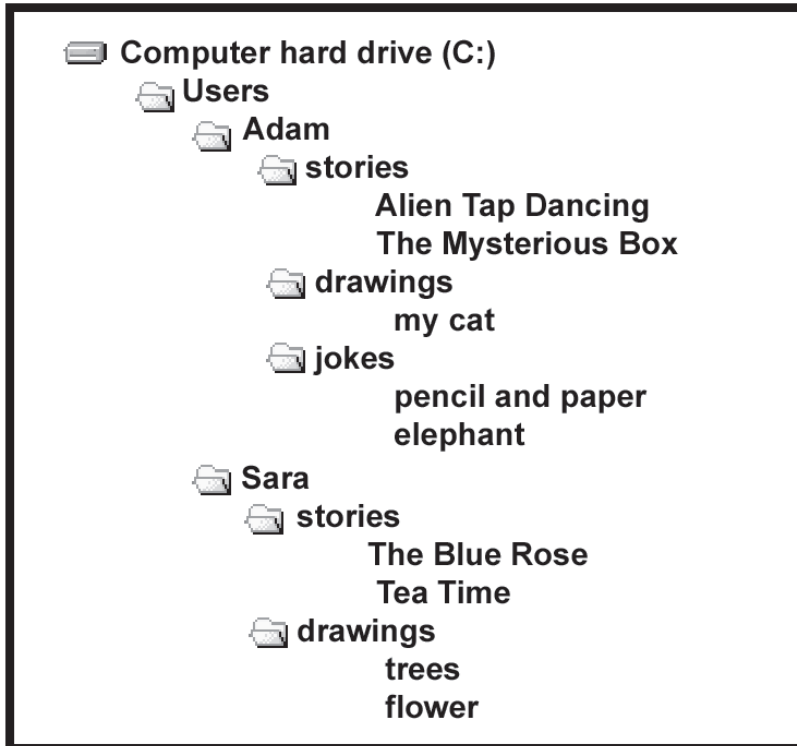 Computer hard drive (C:)
Users
Adam
stories
Alien Tap Dancing
The Mysterious Box
drawings
my cat
jokes
pencil and paper
elephant
Sara
stories
The Blue Rose
Tea Time
drawings
trees
flower